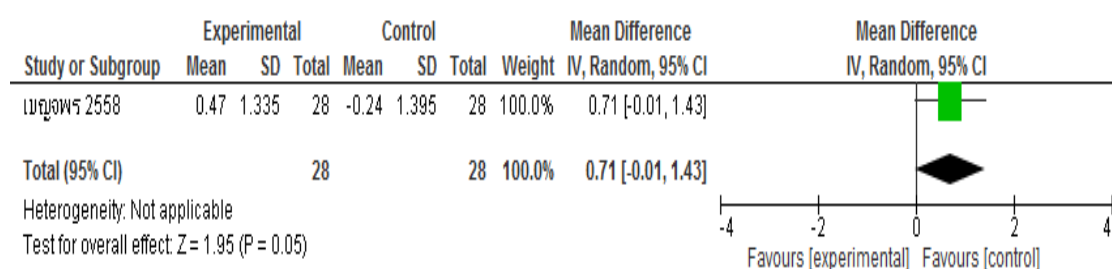 Experimental Control Mean Difference Mean Difference
Study or Subgroup Mean SD Total Mean SD Total Weight IV, Random, 95% CI IV, Random, 95% CI
เบญจพร 2558 0.47 1.335 28 -0.24 1.395 28 100.0% 0.71 [-0.01, 1.43]
Total (95% CI) 28 28 100.0% 0.71 [-0.01, 1.43]
Heterogeneity: Not applicable
Test for overall effect: Z = 1.95 (P = 0.05)
-4 -2 0 2 4
Favours [experimental] Favours [control]